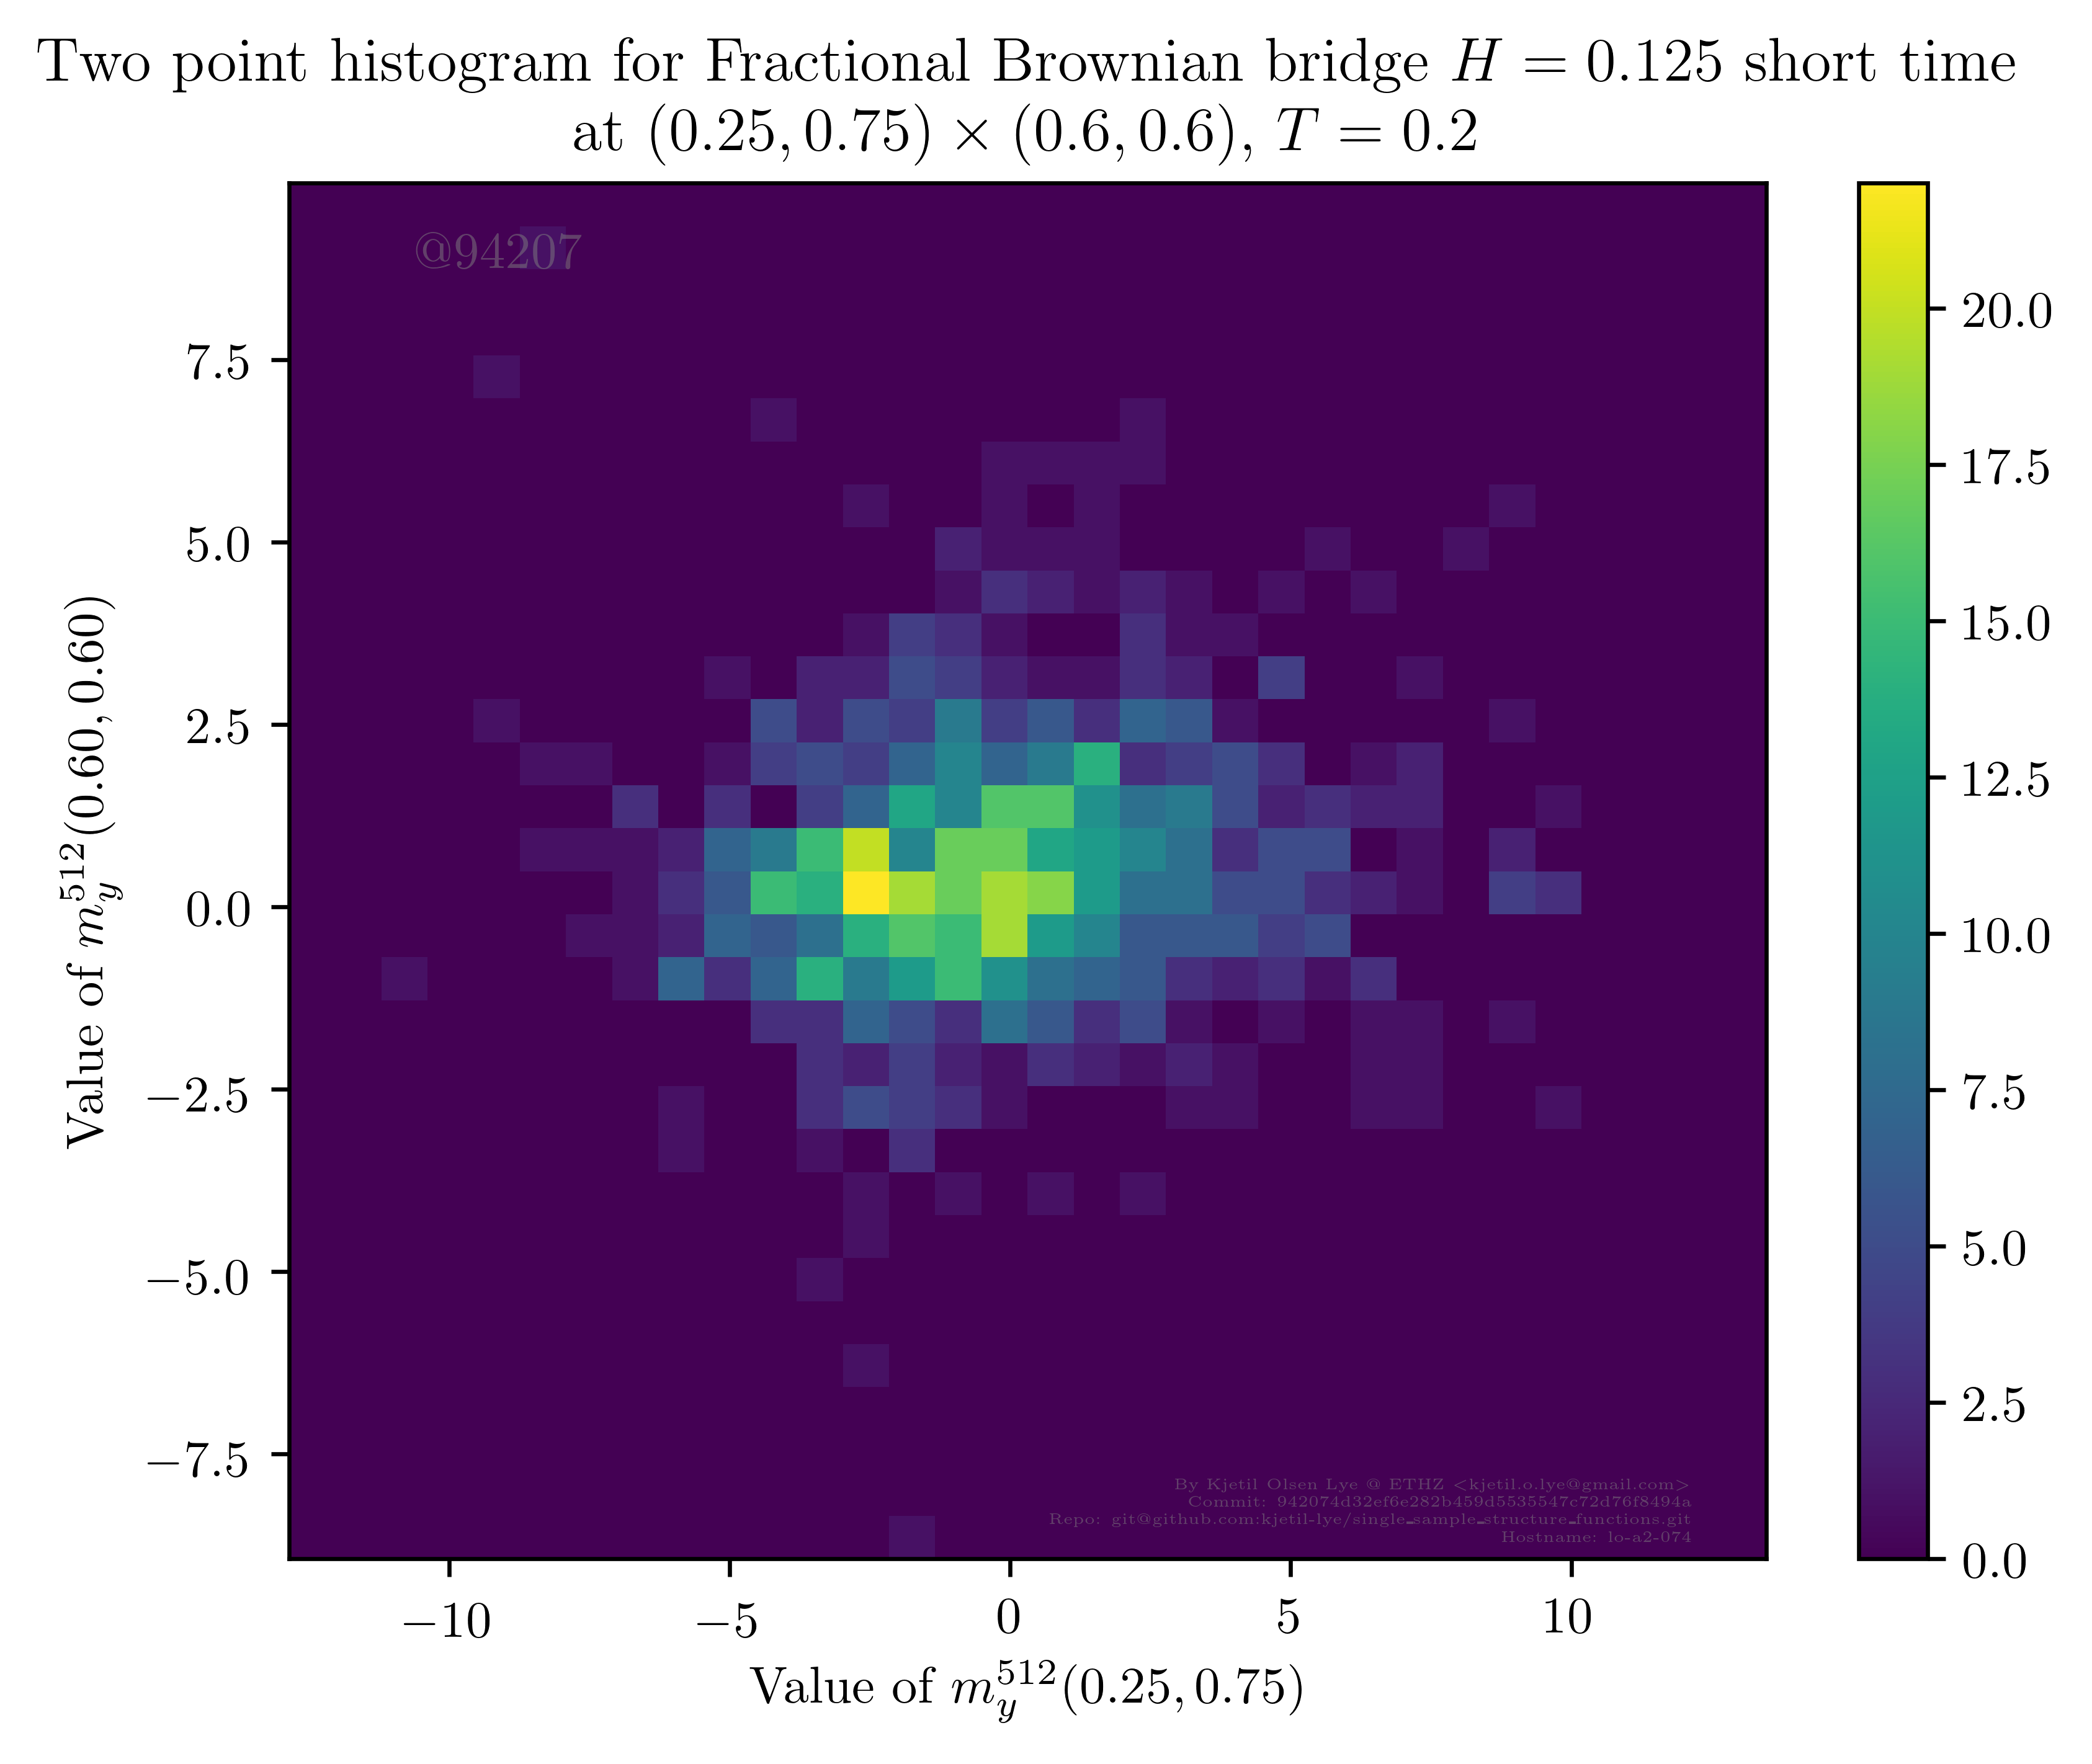 Two point histogram for Fractional Brownian bridge H = 0.125 short time
at (0.25, 0.75) × (0.6, 0.6), T = 0.2
@94207
7.5
5.0
2.5
0.0
−2.5
−5.0
−7.5
Value of m_y^512(0.60, 0.60)
−10
−5
0
5
10
Value of m_y^512(0.25, 0.75)
20.0
17.5
15.0
12.5
10.0
7.5
5.0
2.5
0.0
By Kjetil Olsen Lye @ ETHZ <kjetil.o.lye@gmail.com>
Commit: 942074d32ef6e282b459d5535547c72d76f8494a
Repo: git@github.com:kjetil-lye/single_sample_structure_functions.git
Hostname: lo-a2-074